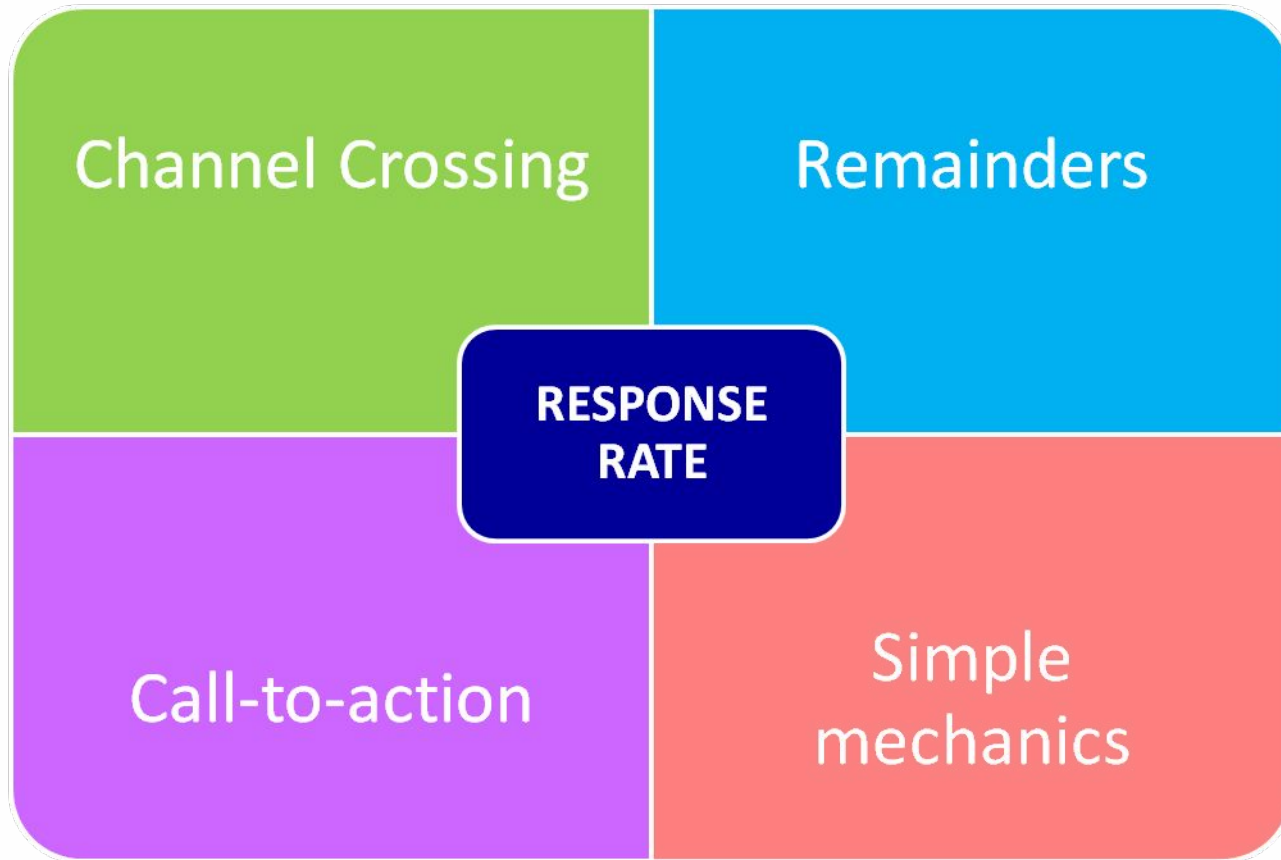 Channel Crossing
Remainders
RESPONSE
RATE
Call-to-action
Simple
mechanics